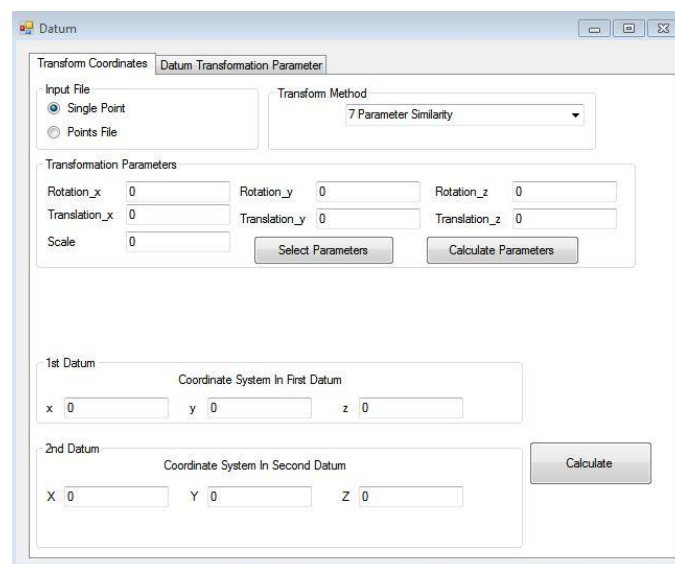 Datum
Transform Coordinates Datum Transformation Parameter
Input File
Single Point
Points File
Transform Method
7 Parameter Similarity
Transformation Parameters
Rotation_x 0 Rotation_y 0 Rotation_z 0
Translation_x 0 Translation_y 0 Translation_z 0
Scale 0 Select Parameters Calculate Parameters
1st Datum
Coordinate System In First Datum
x 0 y 0 z 0
2nd Datum
Coordinate System In Second Datum
X 0 Y 0 Z 0
Calculate